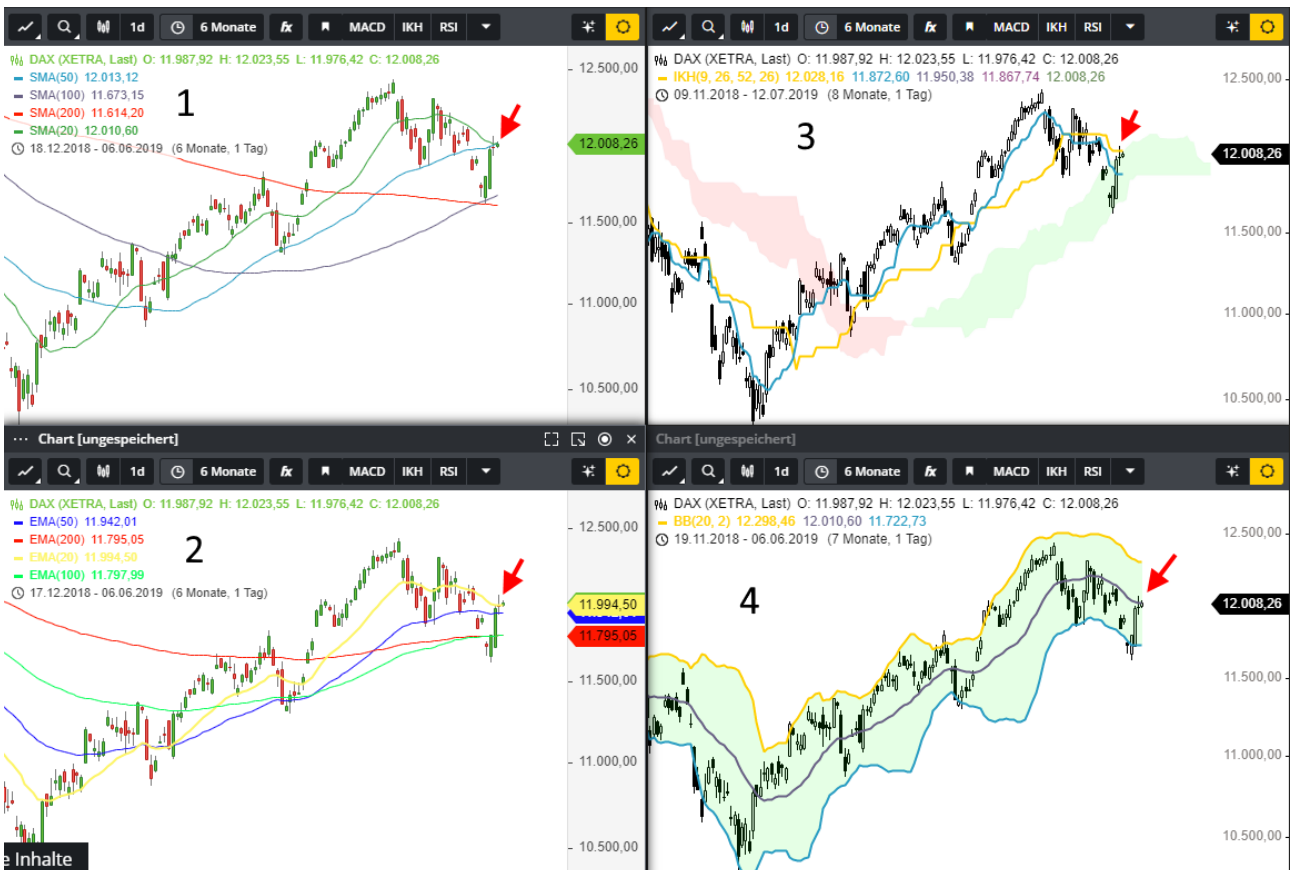 1d 6 Monate fx MACD IKH RSI
DAX (XETRA, Last) O: 11.987,92 H: 12.023,55 L: 11.976,42 C: 12.008,26
SMA(50) 12.013,12
SMA(100) 11.673,15
SMA(200) 11.614,20
SMA(20) 12.010,60
18.12.2018 - 06.06.2019 (6 Monate, 1 Tag)
1
12.500,00
12.008,26
11.500,00
11.000,00
10.500,00
1d 6 Monate fx MACD IKH RSI
DAX (XETRA, Last) O: 11.987,92 H: 12.023,55 L: 11.976,42 C: 12.008,26
IKH(9, 26, 52, 26) 12.028,16 11.872,60 11.950,38 11.867,74 12.008,26
09.11.2018 - 12.07.2019 (8 Monate, 1 Tag)
3
12.500,00
12.008,26
11.500,00
11.000,00
10.500,00
Chart [ungespeichert]
1d 6 Monate fx MACD IKH RSI
DAX (XETRA, Last) O: 11.987,92 H: 12.023,55 L: 11.976,42 C: 12.008,26
EMA(50) 11.942,01
EMA(200) 11.795,05
EMA(20) 11.994,50
EMA(100) 11.797,99
17.12.2018 - 06.06.2019 (6 Monate, 1 Tag)
2
12.500,00
11.994,50
11.795,05
11.500,00
11.000,00
10.500,00
e Inhalte
Chart [ungespeichert]
1d 6 Monate fx MACD IKH RSI
DAX (XETRA, Last) O: 11.987,92 H: 12.023,55 L: 11.976,42 C: 12.008,26
BB(20, 2) 12.298,46 12.010,60 11.722,73
19.11.2018 - 06.06.2019 (7 Monate, 1 Tag)
4
12.500,00
12.008,26
11.500,00
11.000,00
10.500,00